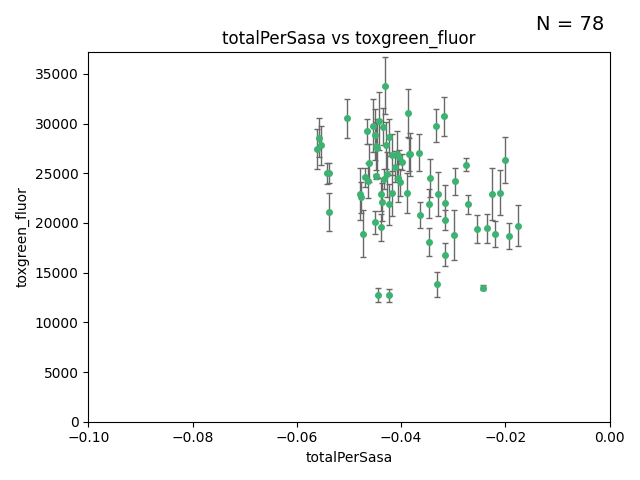 N = 78
totalPerSasa vs toxgreen_fluor
toxgreen_fluor
35000
30000
25000
20000
15000
10000
5000
0
−0.10 −0.08 −0.06 −0.04 −0.02 0.00
totalPerSasa